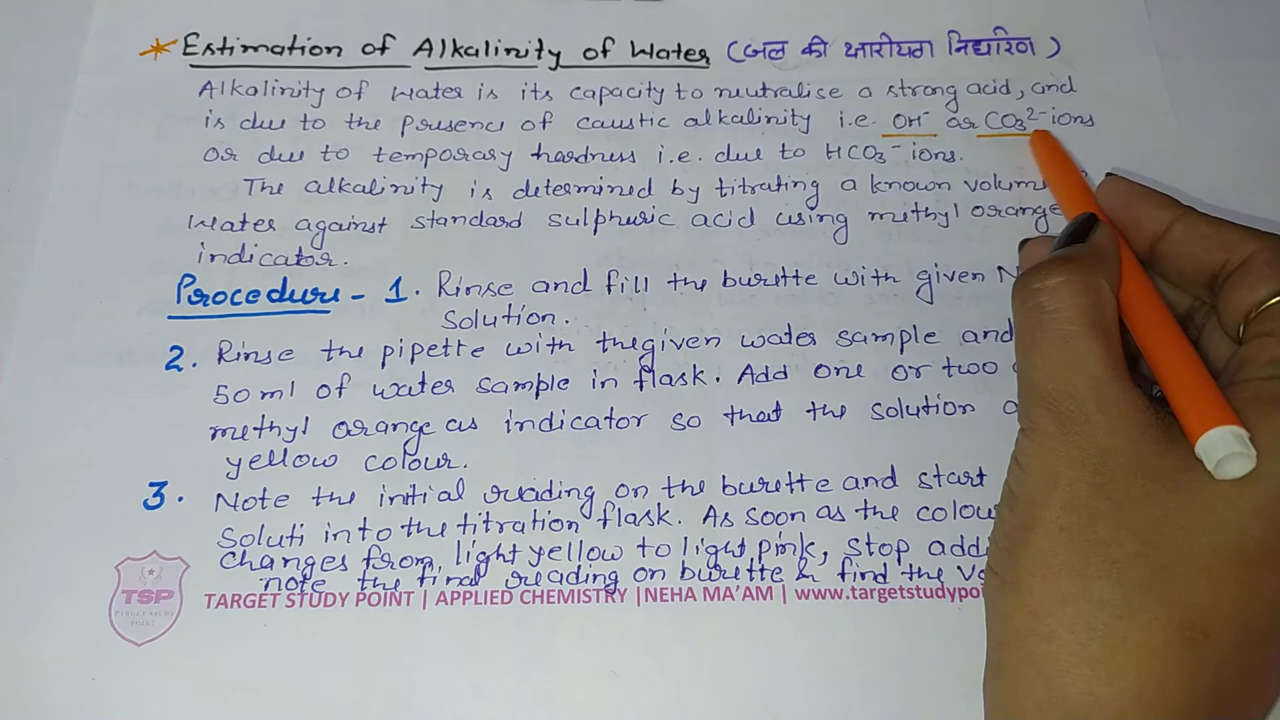 * Estimation of Alkalinity of Water (जल की क्षारीयता निर्धारण)
Alkalinity of water is its capacity to neutralise a strong acid, and
is due to the presence of caustic alkalinity i.e. OH⁻ or CO₃²⁻ ions
or due to temporary hardness i.e. due to HCO₃⁻ ions.
The alkalinity is determined by titrating a known volum
water against standard sulphuric acid using methyl orange
indicator.
Procedure - 1. Rinse and fill the burette with given N
solution.
2. Rinse the pipette with the given water sample and
50ml of water sample in flask. Add one or two
methyl orange as indicator so that the solution
yellow colour.
3. Note the initial reading on the burette and start
Soluti into the titration flask. As soon as the colou
changes from light yellow to light pink, stop add
note the final reading on burette & find the Vo
TSP
TARGET STUDY POINT
TARGET STUDY POINT | APPLIED CHEMISTRY |NEHA MA'AM | www.targetstudypoi